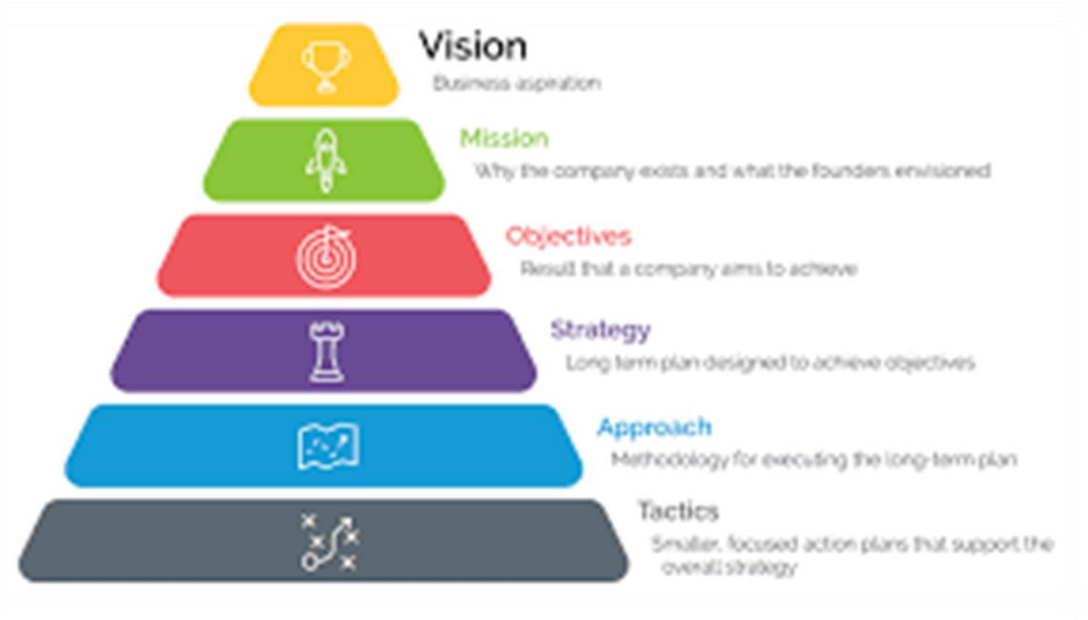 Vision
Business aspiration
Mission
Why the company exists and what the founders envisioned
Objectives
Result that a company aims to achieve
Strategy
Long term plan designed to achieve objectives
Approach
Methodology for executing the long-term plan
Tactics
Smaller, focused action plans that support the
overall strategy